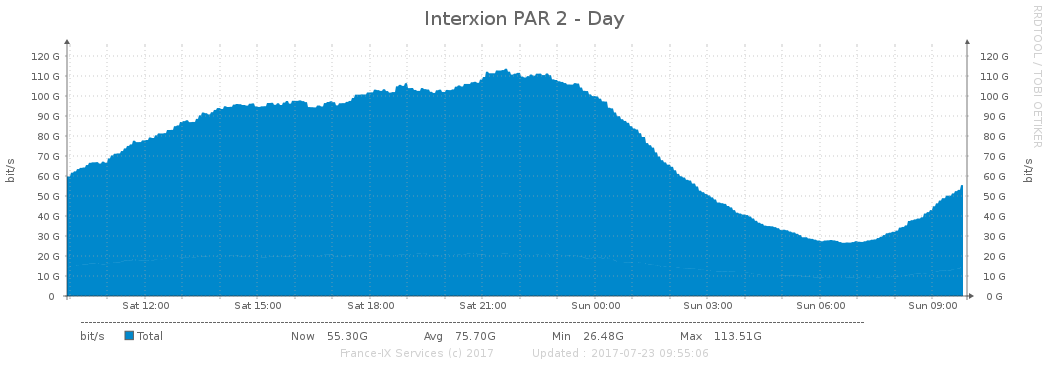 Interxion PAR 2 - Day
RRDTOOL / TOBI OETIKER
bit/s
120 G
110 G
100 G
90 G
80 G
70 G
60 G
50 G
40 G
30 G
20 G
10 G
0
120 G
110 G
100 G
90 G
80 G
70 G
60 G
50 G
40 G
30 G
20 G
10 G
0 G
bit/s
Sat 12:00 Sat 15:00 Sat 18:00 Sat 21:00 Sun 00:00 Sun 03:00 Sun 06:00 Sun 09:00
bit/s Total Now 55.30G Avg 75.70G Min 26.48G Max 113.51G
France-IX Services (c) 2017 Updated : 2017-07-23 09:55:06